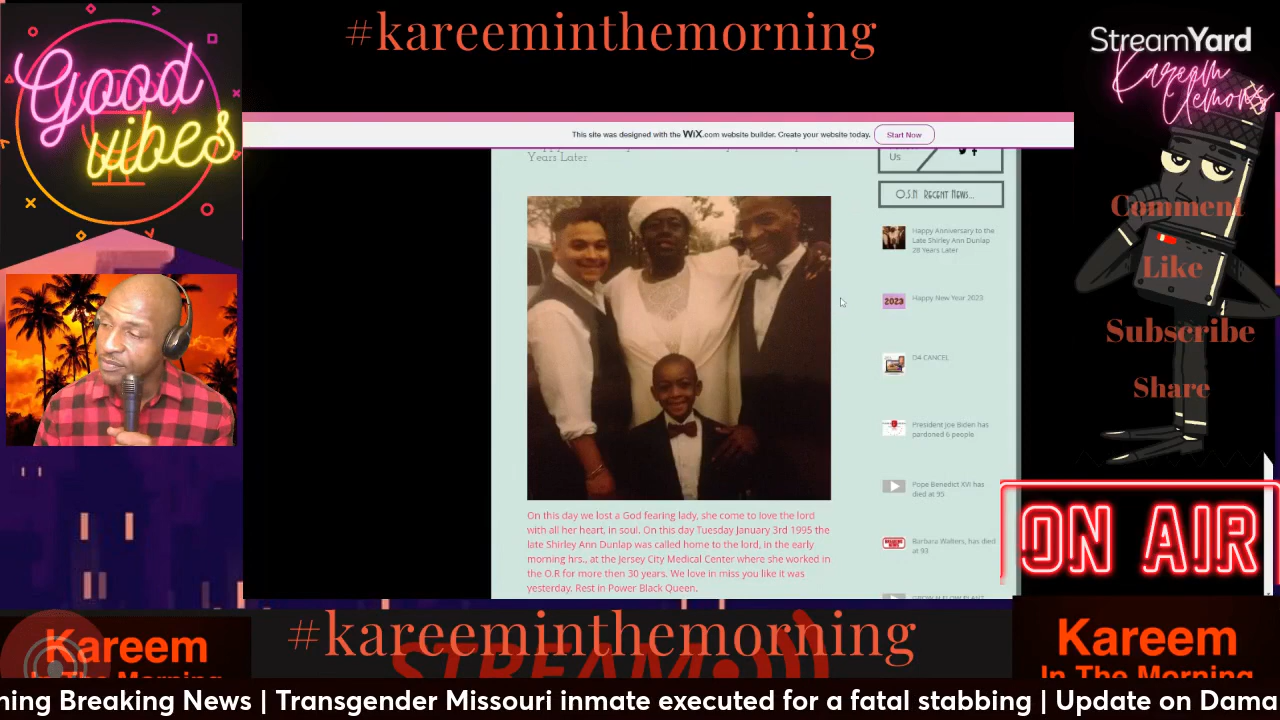 #kareeminthemorning
Good
vibes
StreamYard
Kareem
Clemons
This site was designed with the WiX.com website builder. Create your website today.
Start Now
Years Later
Us
O.S.N Recent News...
Happy Anniversary to the
Late Shirley Ann Dunlap
28 Years Later
2023
Happy New Year 2023
D4 CANCEL
President Joe Biden has
pardoned 6 people
Pope Benedict XVI has
died at 95
Barbara Walters, has died
at 93
On this day we lost a God fearing lady, she come to love the lord
with all her heart, in soul. On this day Tuesday January 3rd 1995 the
late Shirley Ann Dunlap was called home to the lord, in the early
morning hrs., at the Jersey City Medical Center where she worked in
the O.R for more then 30 years. We love in miss you like it was
yesterday. Rest in Power Black Queen.
Comment
Like
Subscribe
Share
ON AIR
Kareem
In The Morning
#kareeminthemorning
STREAM
Kareem
In The Morning
ning Breaking News | Transgender Missouri inmate executed for a fatal stabbing | Update on Dama